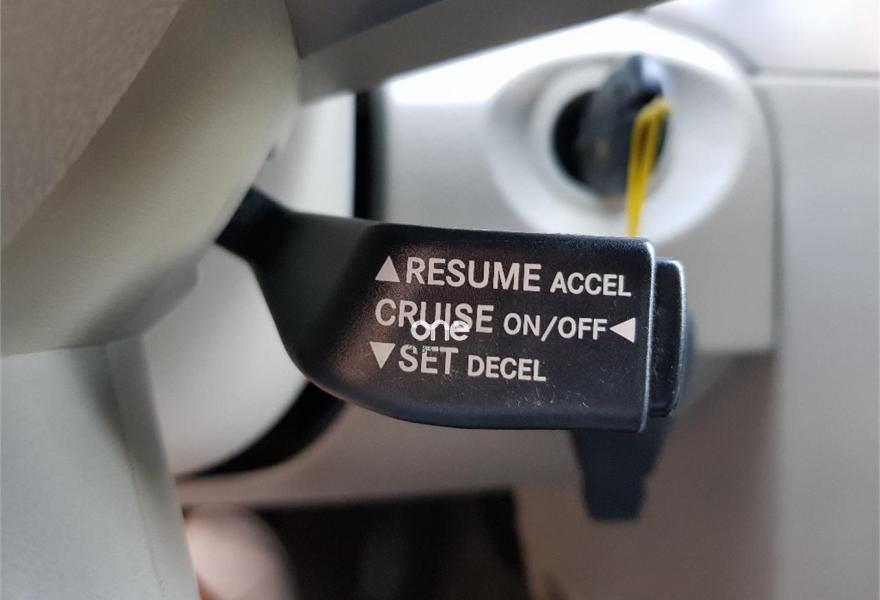 ▲RESUME ACCEL
CRUISE ON/OFF◀
▼SET DECEL
one